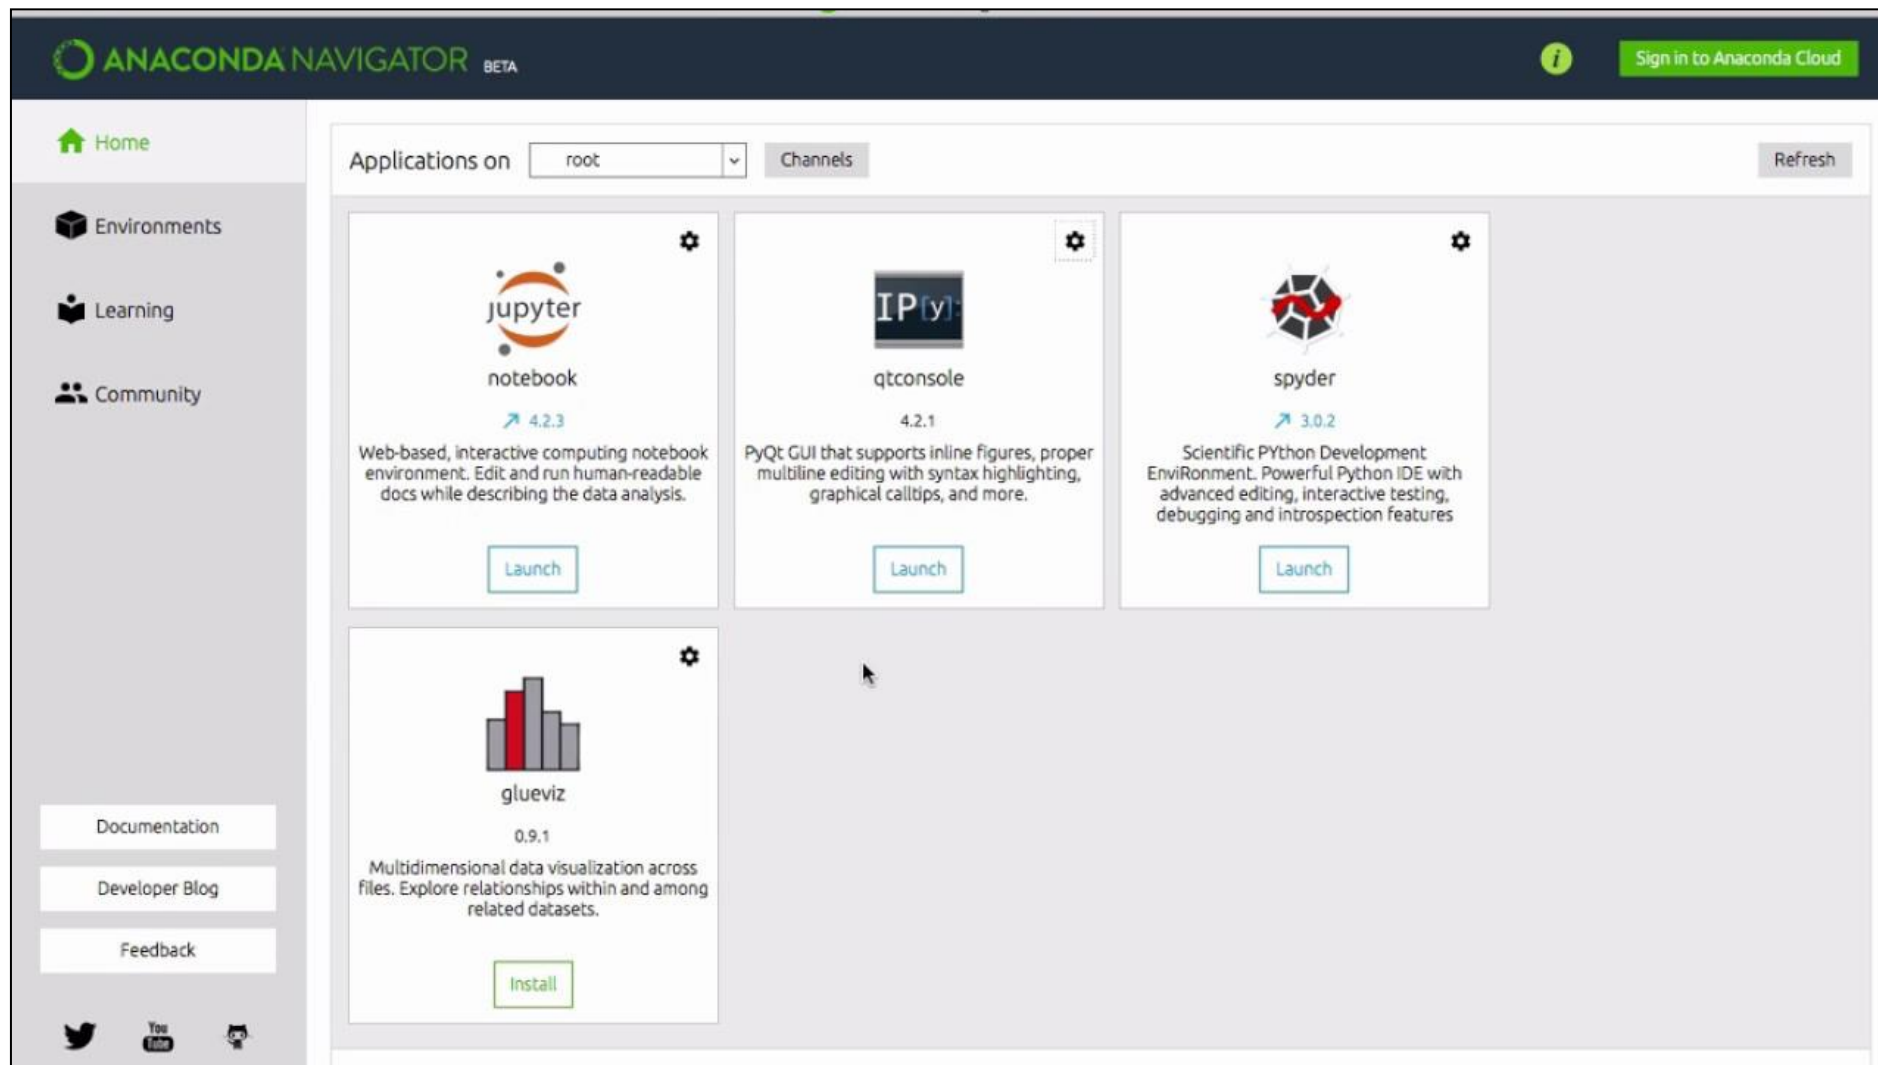 ANACONDA NAVIGATOR BETA
i
Sign in to Anaconda Cloud
Home
Environments
Learning
Community
Documentation
Developer Blog
Feedback
You
Tube
Applications on
root
Channels
Refresh
jupyter
notebook
4.2.3
Web-based, interactive computing notebook
environment. Edit and run human-readable
docs while describing the data analysis.
Launch
IP[y]:
qtconsole
4.2.1
PyQt GUI that supports inline figures, proper
multiline editing with syntax highlighting,
graphical calltips, and more.
Launch
spyder
3.0.2
Scientific PYthon Development
EnviRonment. Powerful Python IDE with
advanced editing, interactive testing,
debugging and introspection features
Launch
glueviz
0.9.1
Multidimensional data visualization across
files. Explore relationships within and among
related datasets.
Install